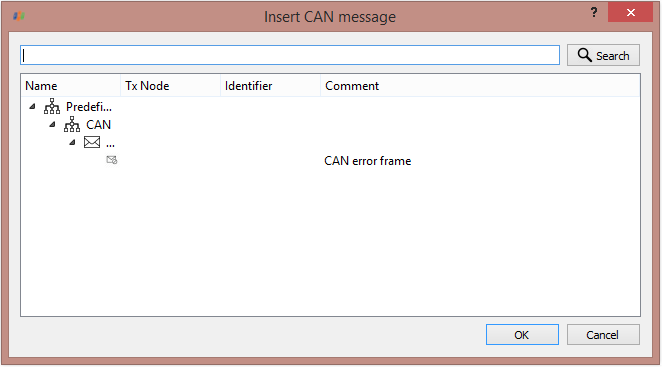 Insert CAN message
?
Search
Name Tx Node Identifier Comment
Predefi...
CAN
...
CAN error frame
OK Cancel